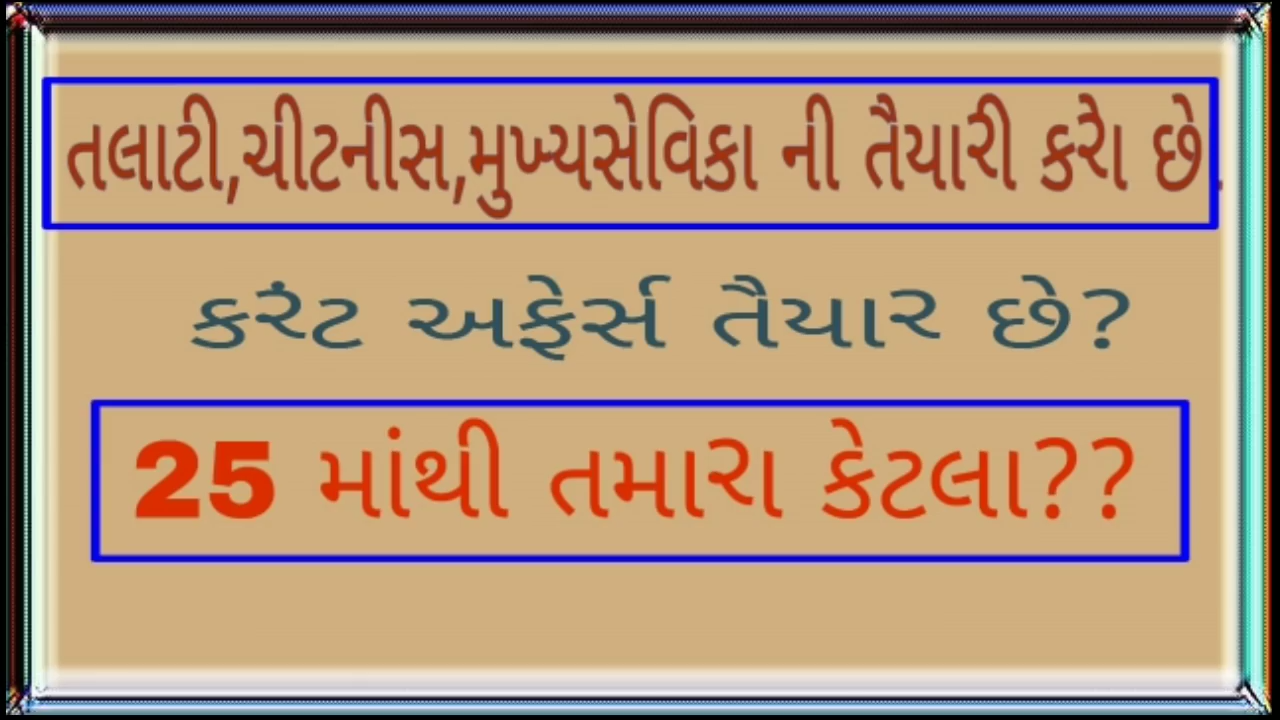 તલાટી,ચીટનીસ,મુખ્યસેવિકા ની તૈયારી કરો છે.
કરંટ અફેર્સ તૈયાર છે?
25 માંથી તમારા કેટલા??